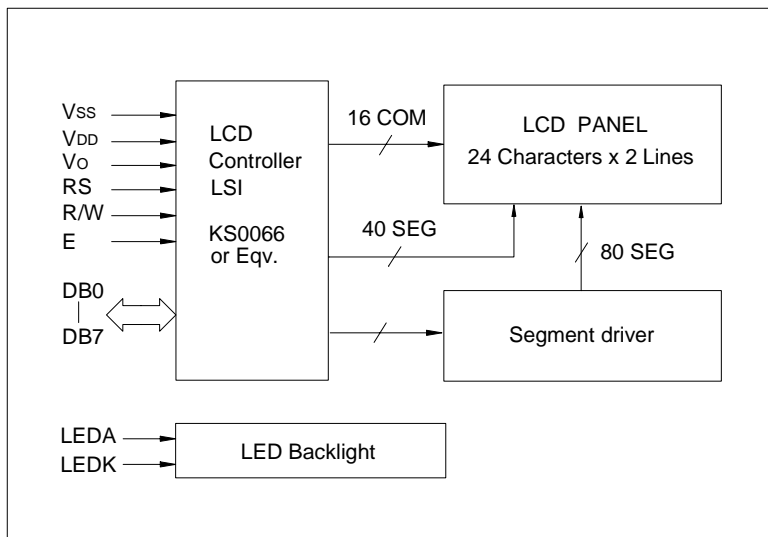 VSS
VDD
VO
RS
R/W
E
DB0
DB7
LCD
Controller
LSI
KS0066
or Eqv.
16 COM
40 SEG
LCD PANEL
24 Characters x 2 Lines
80 SEG
Segment driver
LEDA
LEDK
LED Backlight